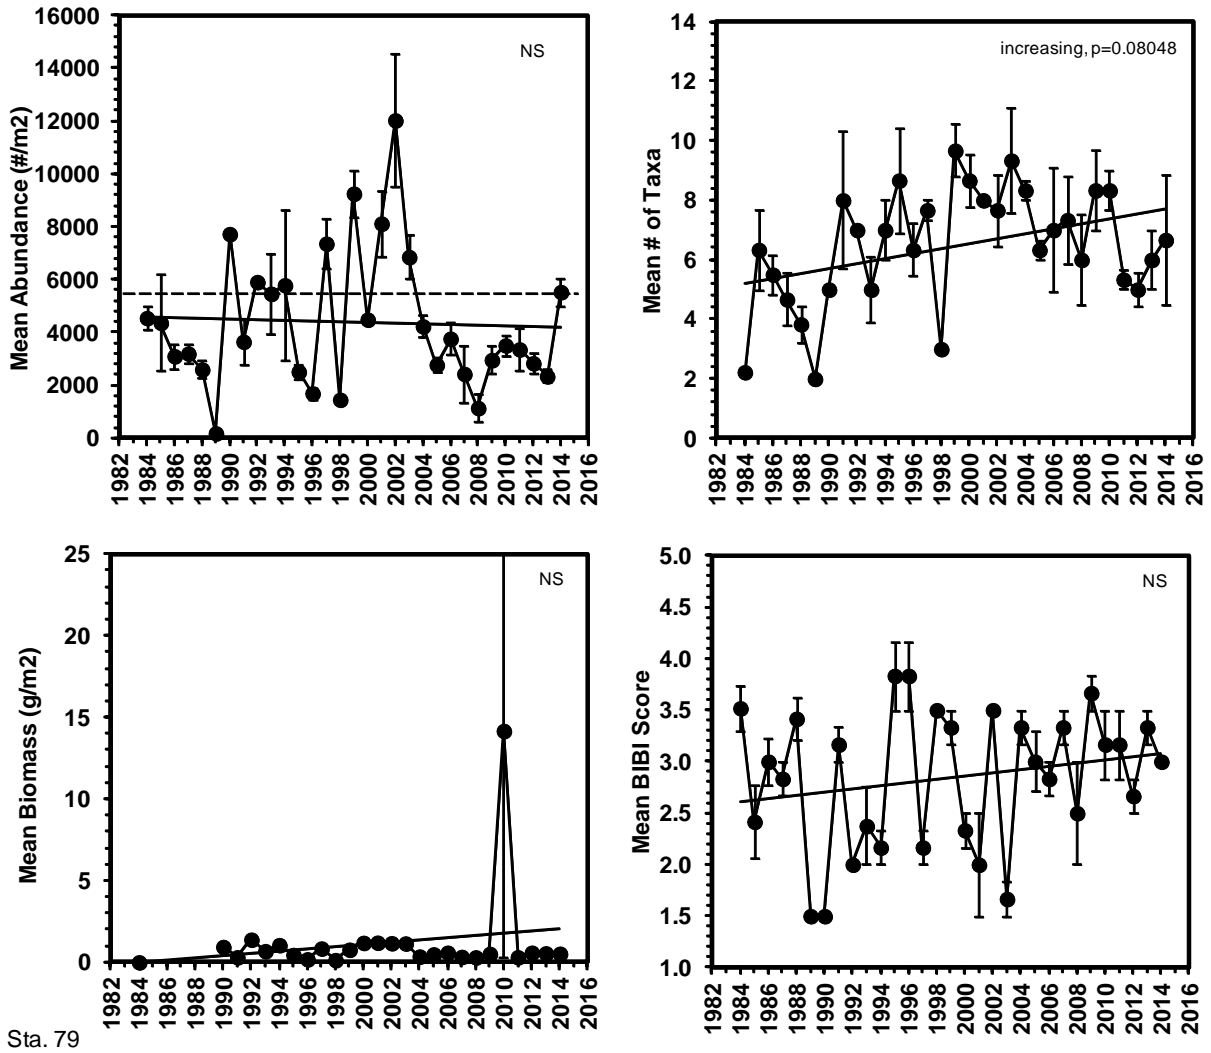 16000
14000
12000
10000
8000
6000
4000
2000
0
Mean Abundance (#/m2)
NS
1982 1984 1986 1988 1990 1992 1994 1996 1998 2000 2002 2004 2006 2008 2010 2012 2014 2016
14
12
10
8
6
4
2
0
Mean # of Taxa
increasing, p=0.08048
1982 1984 1986 1988 1990 1992 1994 1996 1998 2000 2002 2004 2006 2008 2010 2012 2014 2016
25
20
15
10
5
0
Mean Biomass (g/m2)
NS
1982 1984 1986 1988 1990 1992 1994 1996 1998 2000 2002 2004 2006 2008 2010 2012 2014 2016
5.0
4.5
4.0
3.5
3.0
2.5
2.0
1.5
1.0
Mean BIBI Score
NS
1982 1984 1986 1988 1990 1992 1994 1996 1998 2000 2002 2004 2006 2008 2010 2012 2014 2016
Sta. 79